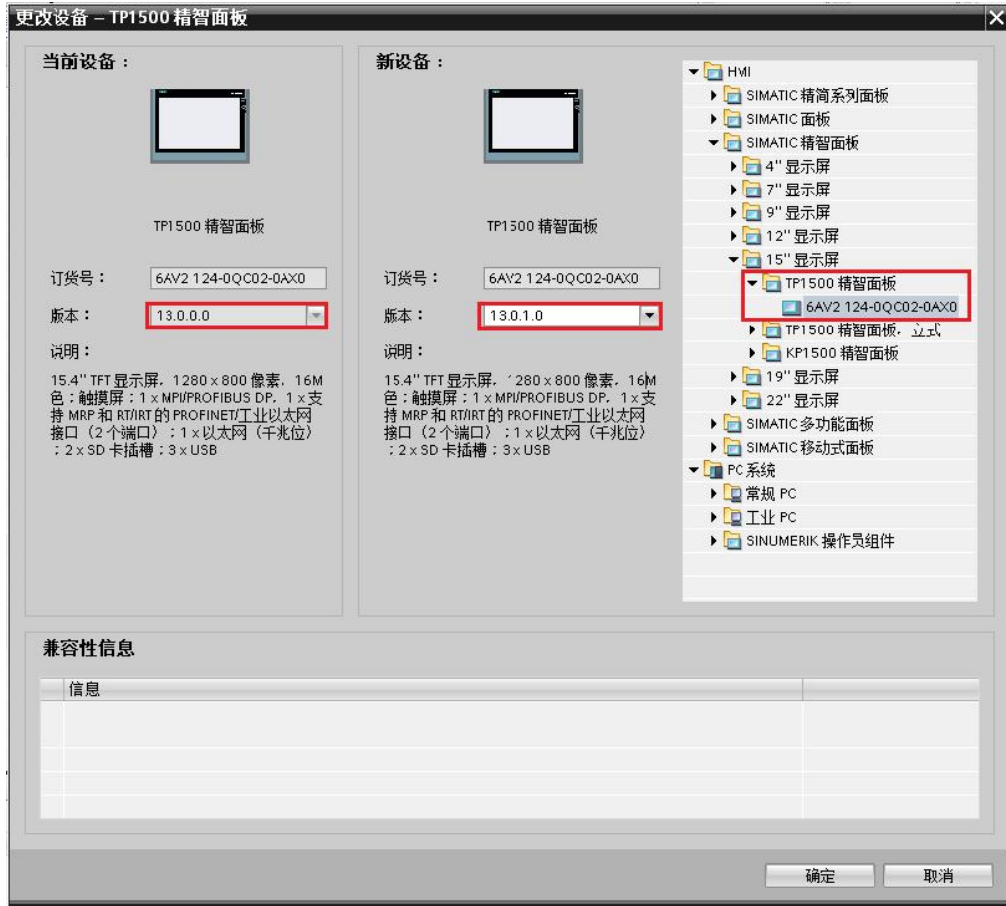 更改设备 – TP1500 精智面板
当前设备：
TP1500 精智面板
订货号：
6AV2 124-0QC02-0AX0
版本：
13.0.0.0
说明：
15.4'' TFT 显示屏，1280 x 800 像素，16M
色；触摸屏；1 x MPI/PROFIBUS DP，1 x 支
持 MRP 和 RT/IRT 的 PROFINET/工业以太网
接口（2 个端口）；1 x 以太网（千兆位）
；2 x SD 卡插槽；3 x USB
新设备：
TP1500 精智面板
订货号：
6AV2 124-0QC02-0AX0
版本：
13.0.1.0
说明：
15.4'' TFT 显示屏，1280 x 800 像素，16M
色；触摸屏；1 x MPI/PROFIBUS DP，1 x 支
持 MRP 和 RT/IRT 的 PROFINET/工业以太网
接口（2 个端口）；1 x 以太网（千兆位）
；2 x SD 卡插槽；3 x USB
HMI
SIMATIC 精简系列面板
SIMATIC 面板
SIMATIC 精智面板
4'' 显示屏
7'' 显示屏
9'' 显示屏
12'' 显示屏
15'' 显示屏
TP1500 精智面板
6AV2 124-0QC02-0AX0
TP1500 精智面板，立式
KP1500 精智面板
19'' 显示屏
22'' 显示屏
SIMATIC 多功能面板
SIMATIC 移动式面板
PC 系统
常规 PC
工业 PC
SINUMERIK 操作员组件
兼容性信息
信息
确定
取消